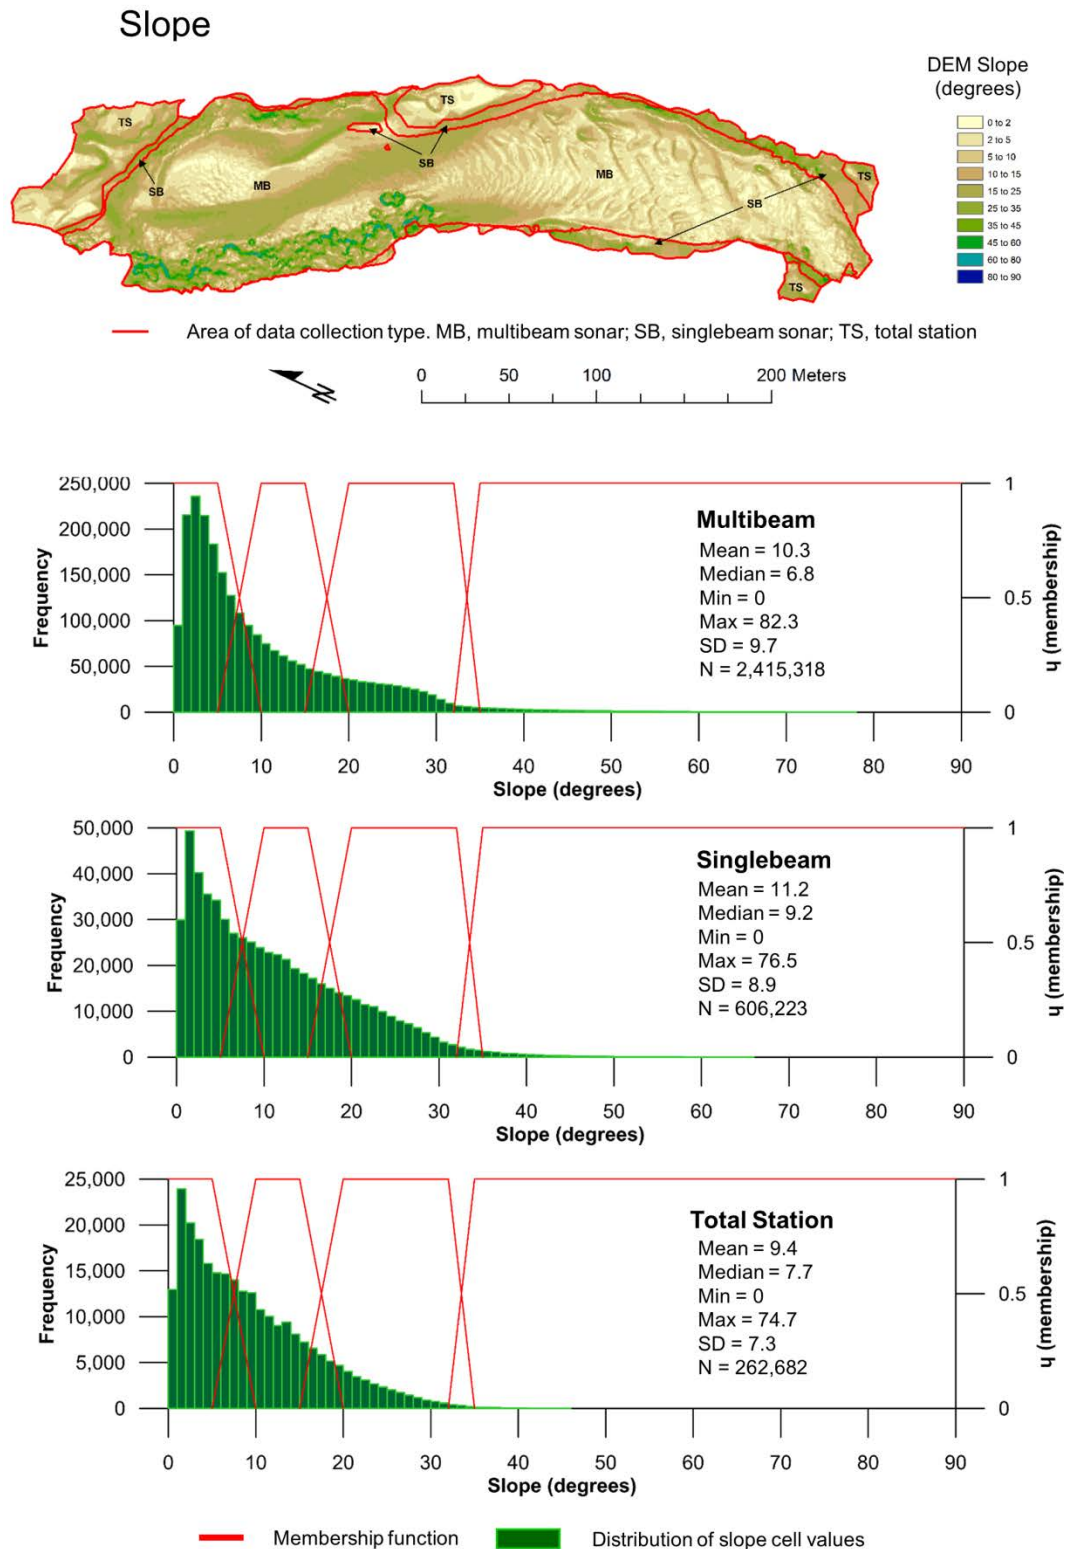 Slope
DEM Slope
(degrees)
0 to 2
2 to 5
5 to 10
10 to 15
15 to 25
25 to 35
35 to 45
45 to 60
60 to 80
80 to 90
TS
TS
SB
SB
MB
MB
SB
TS
SB
TS
Area of data collection type. MB, multibeam sonar; SB, singlebeam sonar; TS, total station
N
0 50 100 200 Meters
250,000
200,000
150,000
100,000
50,000
0
Frequency
Multibeam
Mean = 10.3
Median = 6.8
Min = 0
Max = 82.3
SD = 9.7
N = 2,415,318
1
0.5
0
μ (membership)
0 10 20 30 40 50 60 70 80 90
Slope (degrees)
50,000
40,000
30,000
20,000
10,000
0
Frequency
Singlebeam
Mean = 11.2
Median = 9.2
Min = 0
Max = 76.5
SD = 8.9
N = 606,223
1
0.5
0
μ (membership)
0 10 20 30 40 50 60 70 80 90
Slope (degrees)
25,000
20,000
15,000
10,000
5,000
0
Frequency
Total Station
Mean = 9.4
Median = 7.7
Min = 0
Max = 74.7
SD = 7.3
N = 262,682
1
0.5
0
μ (membership)
0 10 20 30 40 50 60 70 80 90
Slope (degrees)
Membership function
Distribution of slope cell values